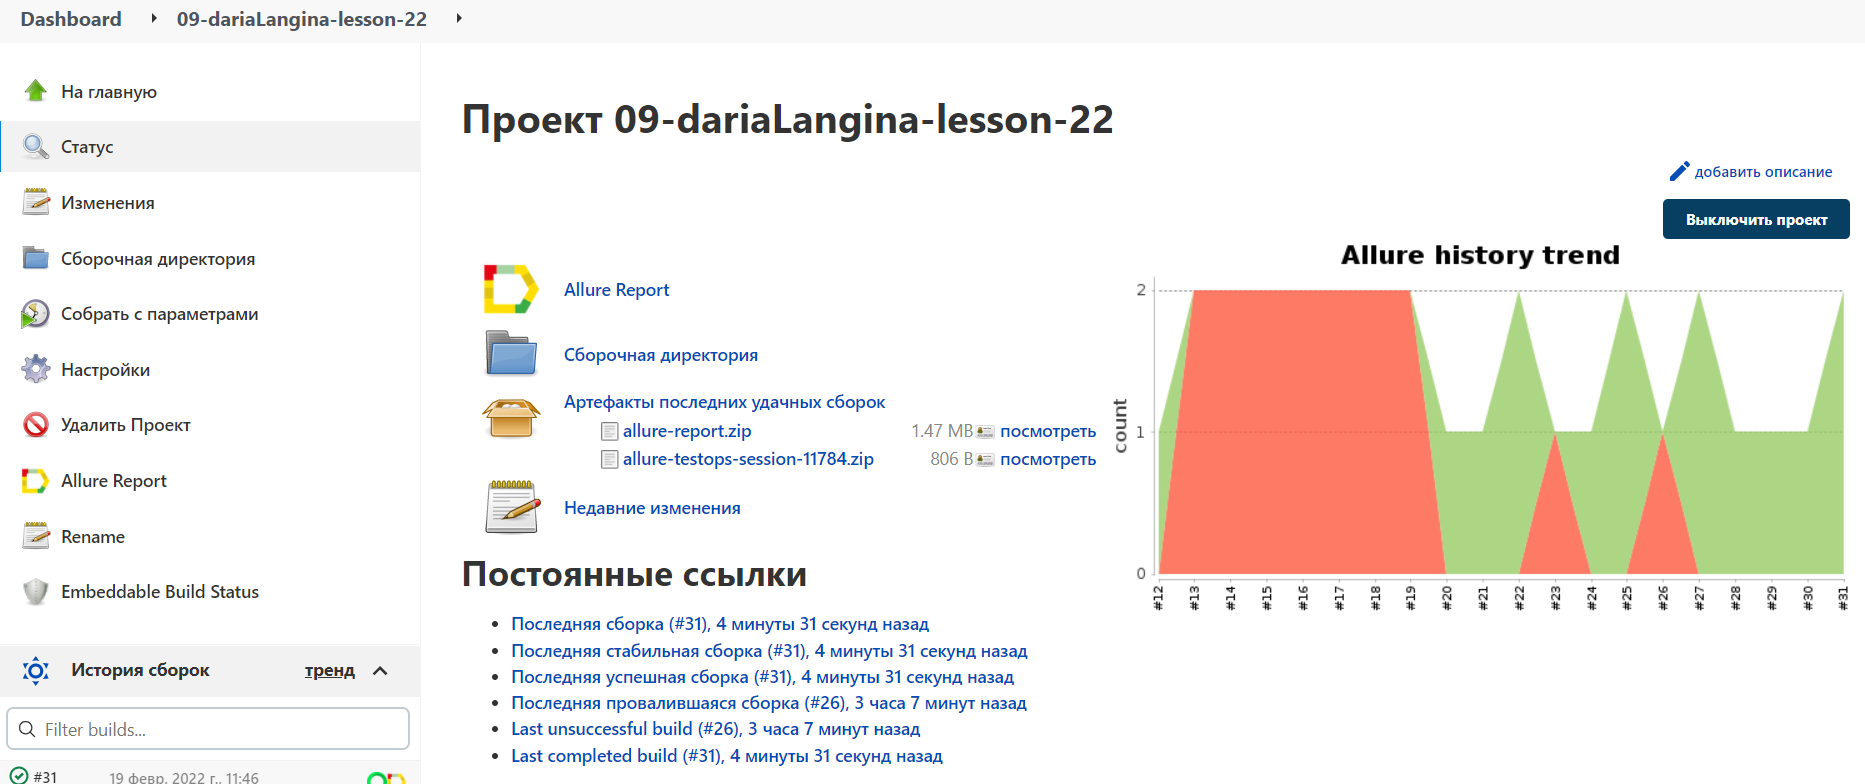 Dashboard 09-dariaLangina-lesson-22
На главную
Статус
Изменения
Сборочная директория
Собрать с параметрами
Настройки
Удалить Проект
Allure Report
Rename
Embeddable Build Status
История сборок тренд
Filter builds...
#31 19 февр. 2022 г., 11:46
Проект 09-dariaLangina-lesson-22
добавить описание
Выключить проект
Allure Report
Сборочная директория
Артефакты последних удачных сборок
allure-report.zip 1.47 MB посмотреть
allure-testops-session-11784.zip 806 B посмотреть
Недавние изменения
Allure history trend
count
2
1
0
#12 #13 #14 #15 #16 #17 #18 #19 #20 #21 #22 #23 #24 #25 #26 #27 #28 #29 #30 #31
Постоянные ссылки
Последняя сборка (#31), 4 минуты 31 секунд назад
Последняя стабильная сборка (#31), 4 минуты 31 секунд назад
Последняя успешная сборка (#31), 4 минуты 31 секунд назад
Последняя провалившаяся сборка (#26), 3 часа 7 минут назад
Last unsuccessful build (#26), 3 часа 7 минут назад
Last completed build (#31), 4 минуты 31 секунд назад